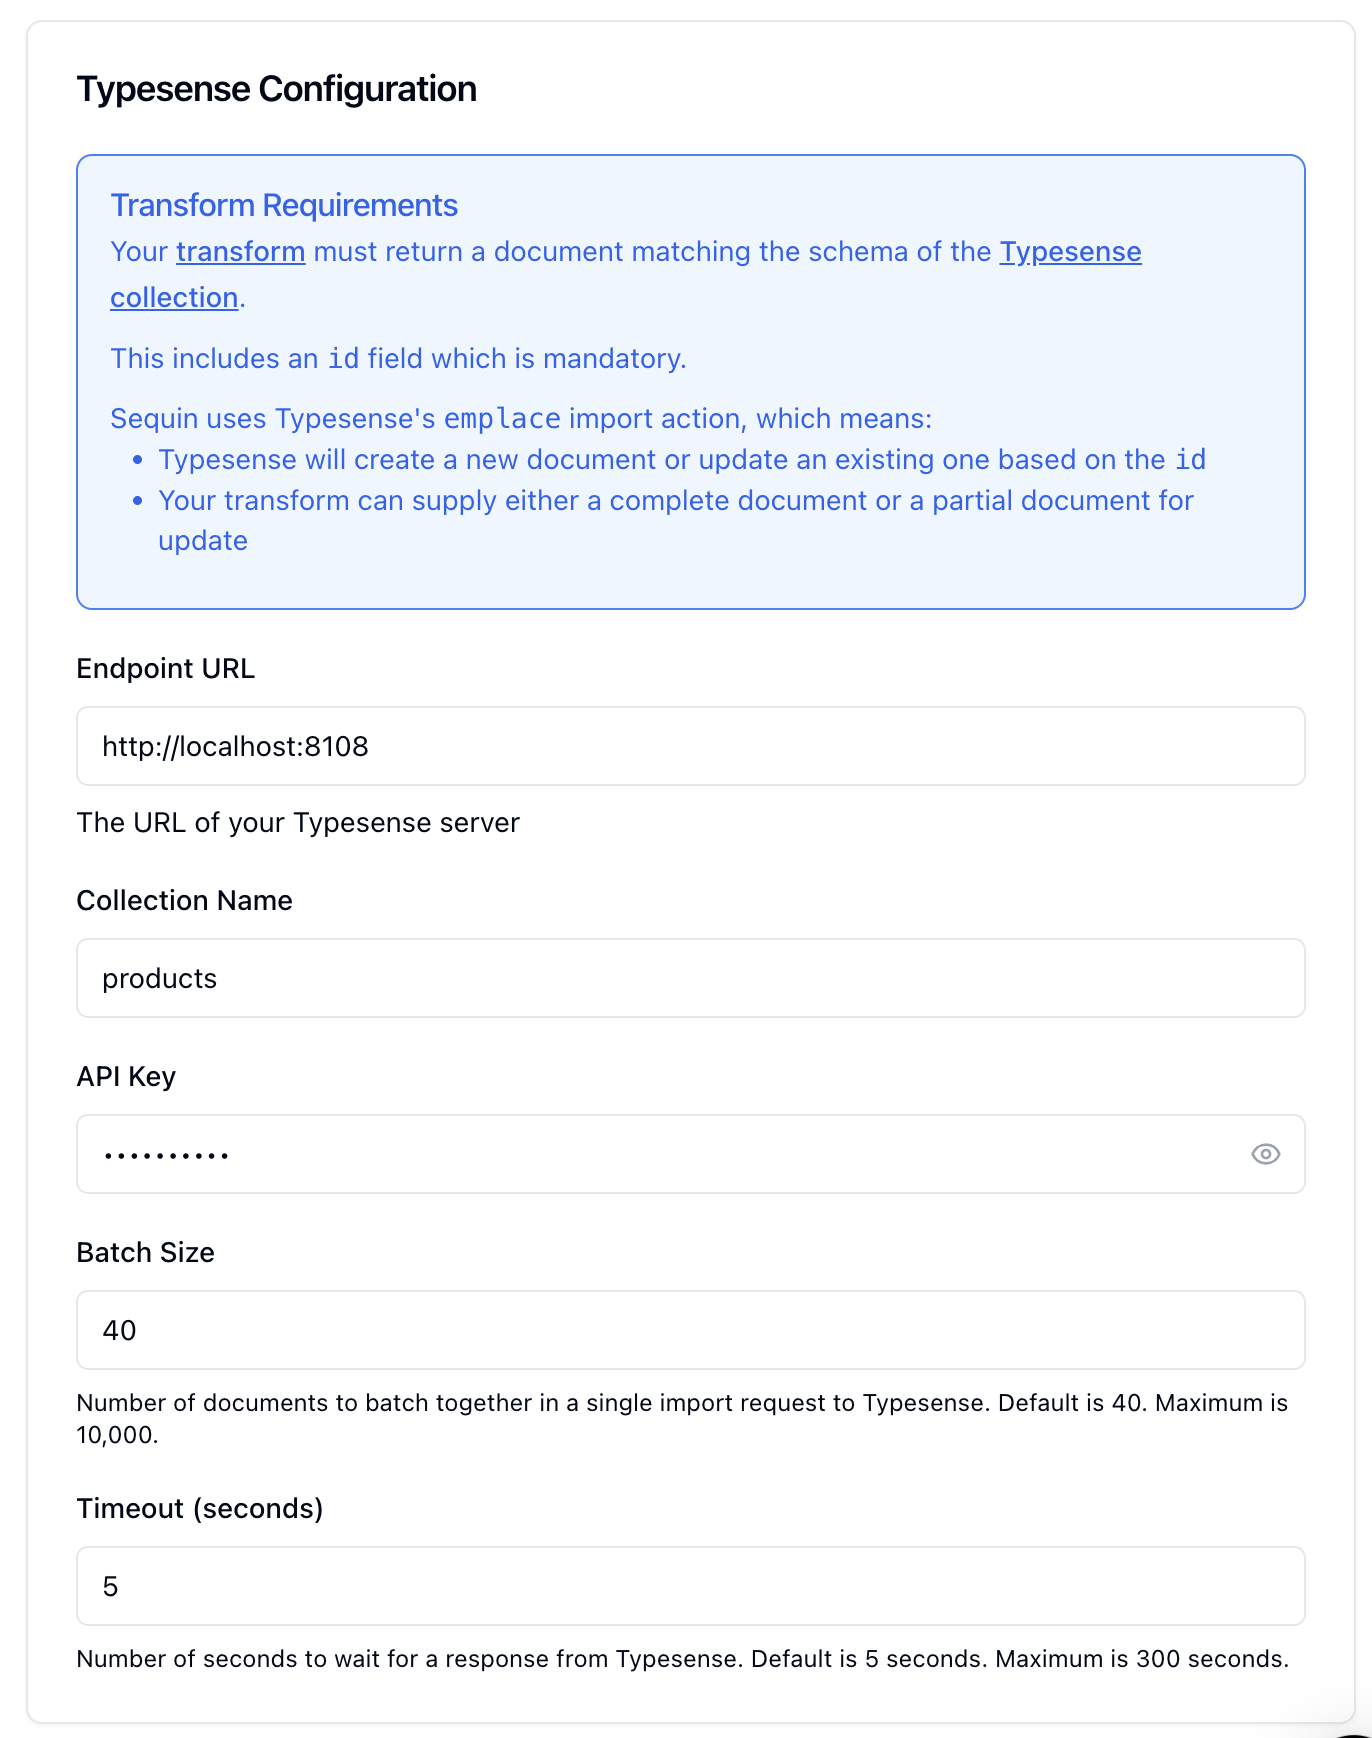 Typesense Configuration
Transform Requirements
Your transform must return a document matching the schema of the Typesense
collection.
This includes an id field which is mandatory.
Sequin uses Typesense's emplace import action, which means:
• Typesense will create a new document or update an existing one based on the id
• Your transform can supply either a complete document or a partial document for
update
Endpoint URL
http://localhost:8108
The URL of your Typesense server
Collection Name
products
API Key
••••••••••
Batch Size
40
Number of documents to batch together in a single import request to Typesense. Default is 40. Maximum is
10,000.
Timeout (seconds)
5
Number of seconds to wait for a response from Typesense. Default is 5 seconds. Maximum is 300 seconds.